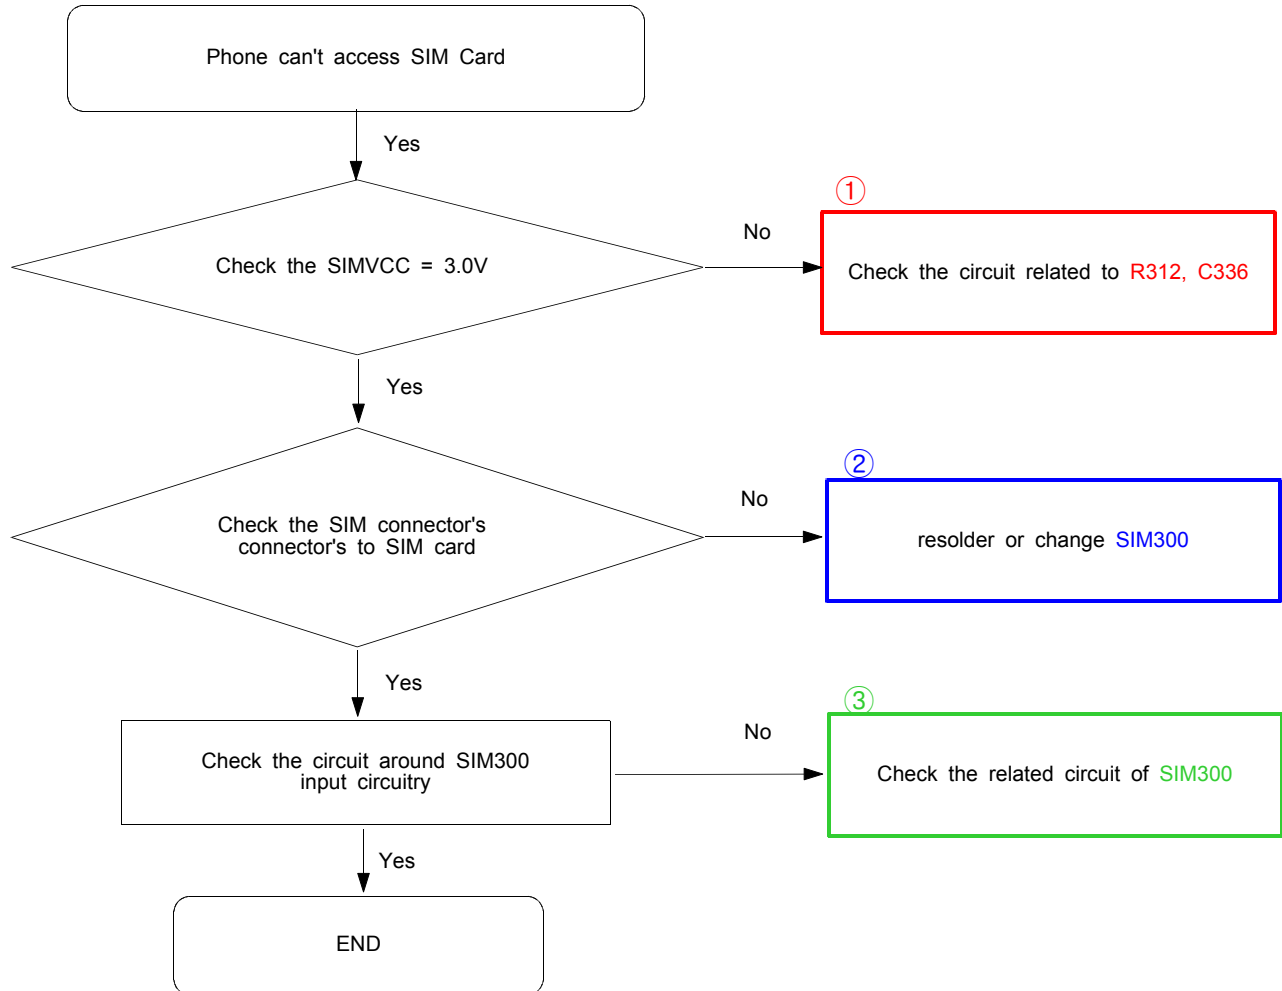 Phone can't access SIM Card
Yes
①
No
Check the SIMVCC = 3.0V
Check the circuit related to R312, C336
Yes
②
No
Check the SIM connector's
connector's to SIM card
resolder or change SIM300
Yes
③
No
Check the circuit around SIM300
input circuitry
Check the related circuit of SIM300
Yes
END